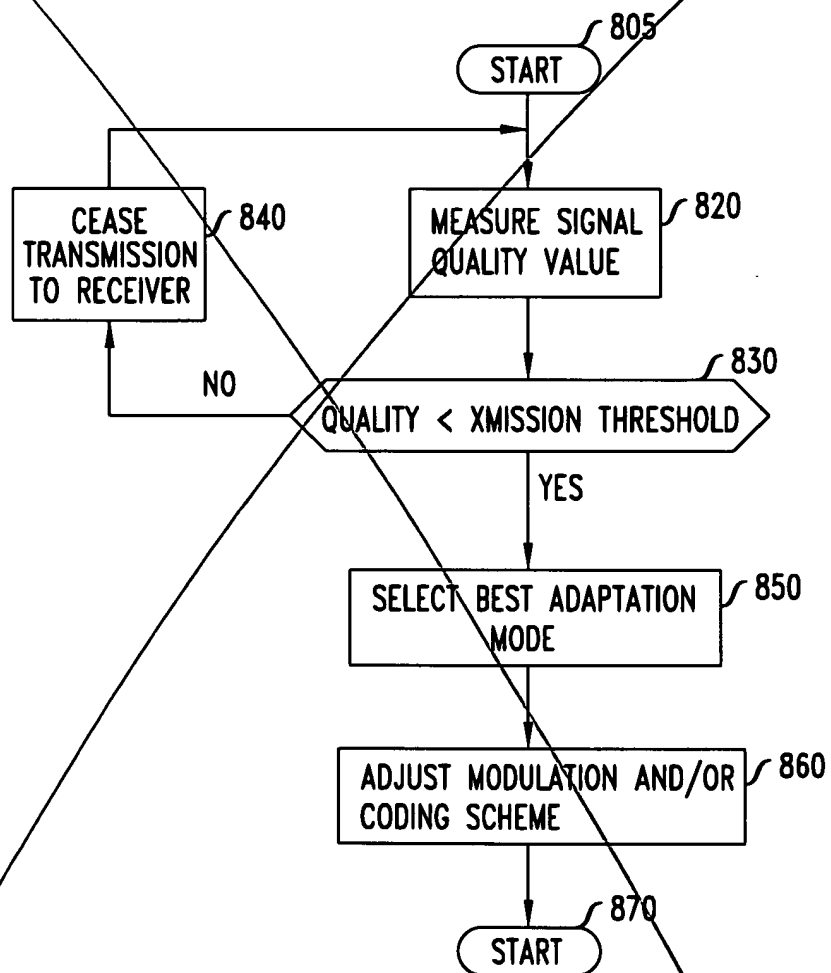 805
START
CEASE
TRANSMISSION
TO RECEIVER
840
MEASURE SIGNAL
QUALITY VALUE
820
NO
830
QUALITY < XMISSION THRESHOLD
YES
SELECT BEST ADAPTATION
MODE
850
ADJUST MODULATION AND/OR
CODING SCHEME
860
870
START